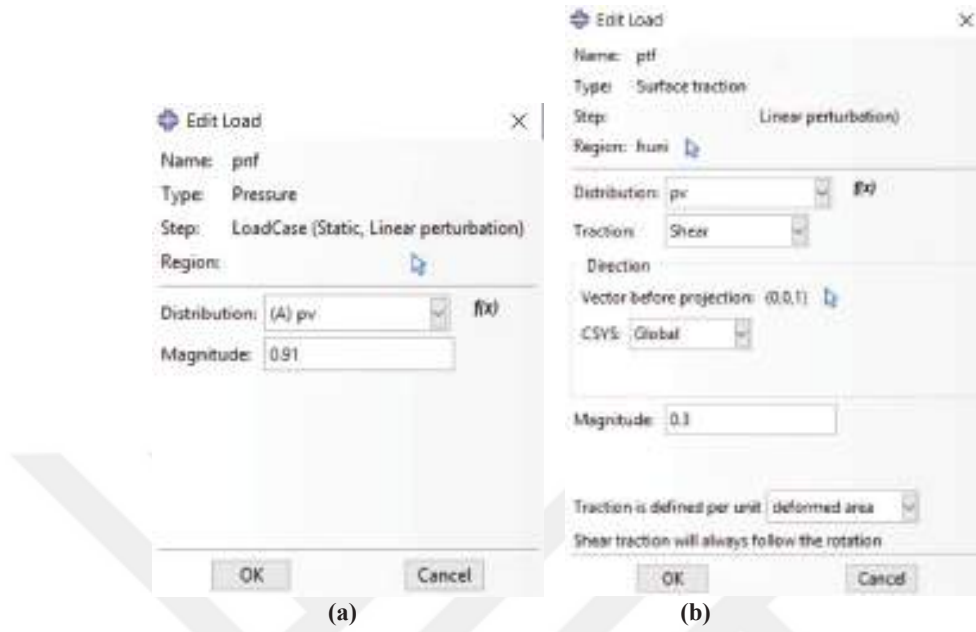 Edit Load
Name: pnf
Type: Pressure
Step: LoadCase (Static, Linear perturbation)
Region:
Distribution: (A) pv f(x)
Magnitude: 0.91
OK Cancel
(a)
Edit Load
Name: ptf
Type: Surface traction
Step: Linear perturbation)
Region:
Distribution: pv f(x)
Traction: Shear
Direction
Vector before projection: (0,0,1)
CSYS: Global
Magnitude: 0.3
Traction is defined per unit deformed area
Shear traction will always follow the rotation
OK Cancel
(b)